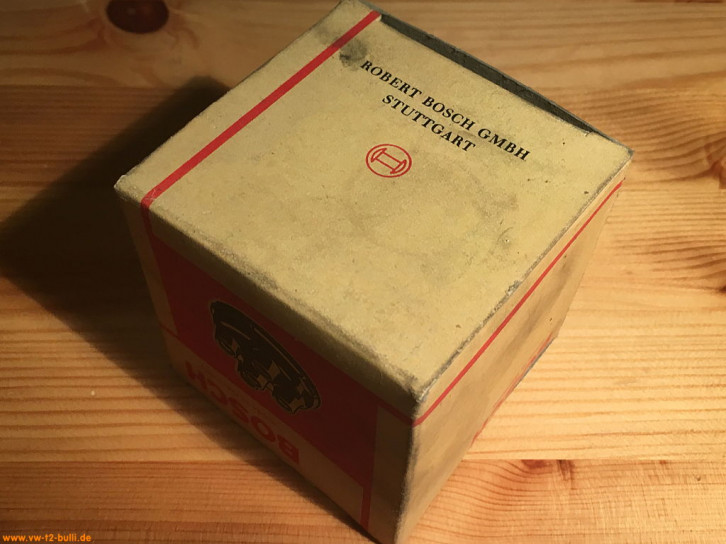 ROBERT BOSCH GMBH
STUTTGART
BOSCH
www.vw-t2-bulli.de